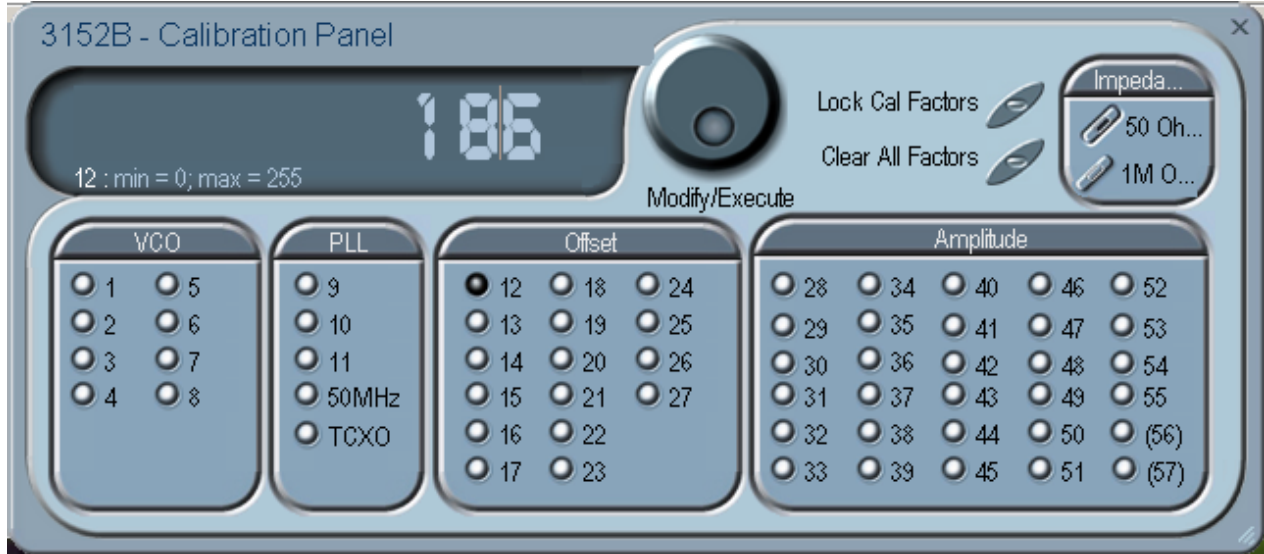 3152B - Calibration Panel
186
12 : min = 0; max = 255
Modify/Execute
Lock Cal Factors
Clear All Factors
Impeda...
50 Oh...
1M O...
VCO
1 5
2 6
3 7
4 8
PLL
9
10
11
50MHz
TCXO
Offset
12 18 24
13 19 25
14 20 26
15 21 27
16 22
17 23
Amplitude
28 34 40 46 52
29 35 41 47 53
30 36 42 48 54
31 37 43 49 55
32 38 44 50 (56)
33 39 45 51 (57)